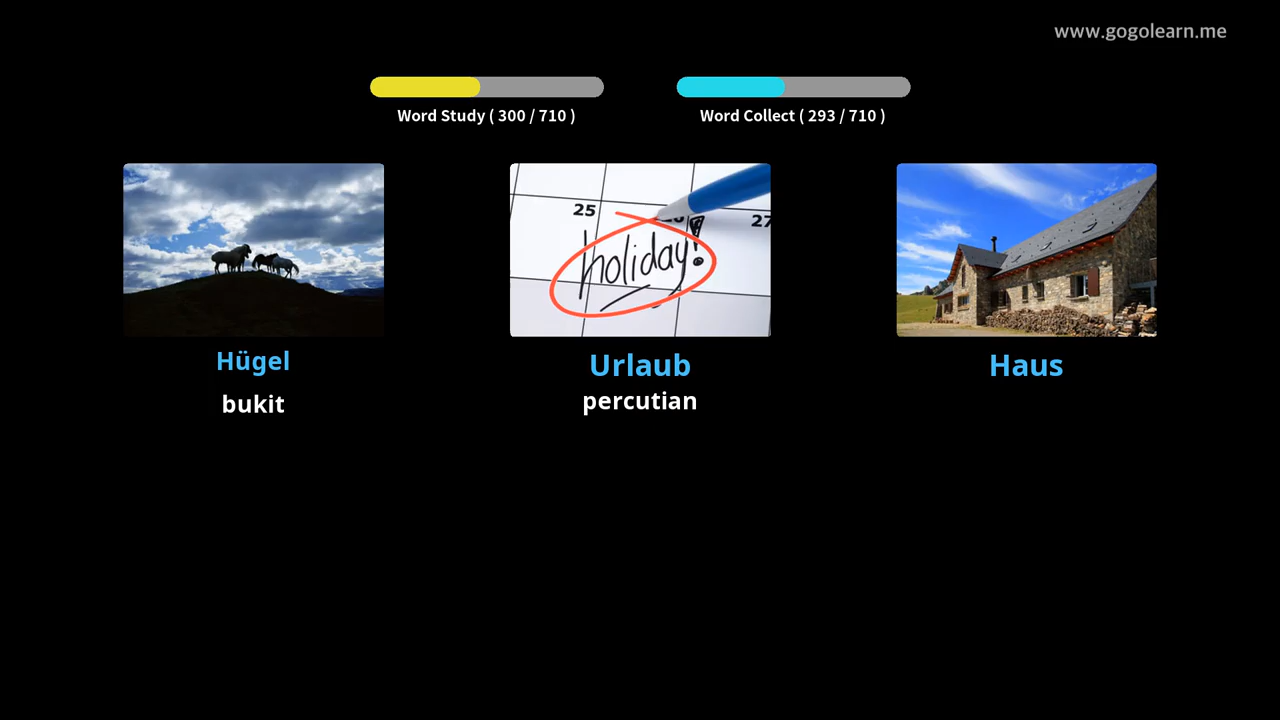 www.gogolearn.me
Word Study ( 300 / 710 )
Word Collect ( 293 / 710 )
25
27
holiday!
Hügel
bukit
Urlaub
percutian
Haus